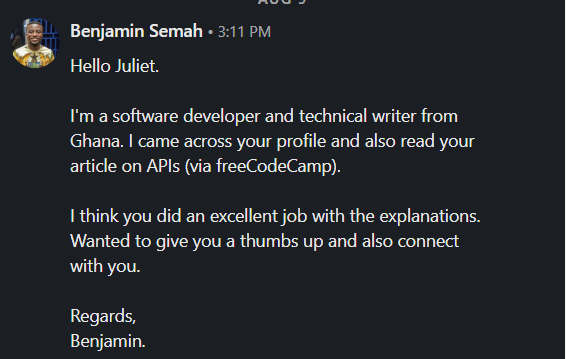 AUG 9
Benjamin Semah • 3:11 PM
Hello Juliet.
I'm a software developer and technical writer from
Ghana. I came across your profile and also read your
article on APIs (via freeCodeCamp).
I think you did an excellent job with the explanations.
Wanted to give you a thumbs up and also connect
with you.
Regards,
Benjamin.